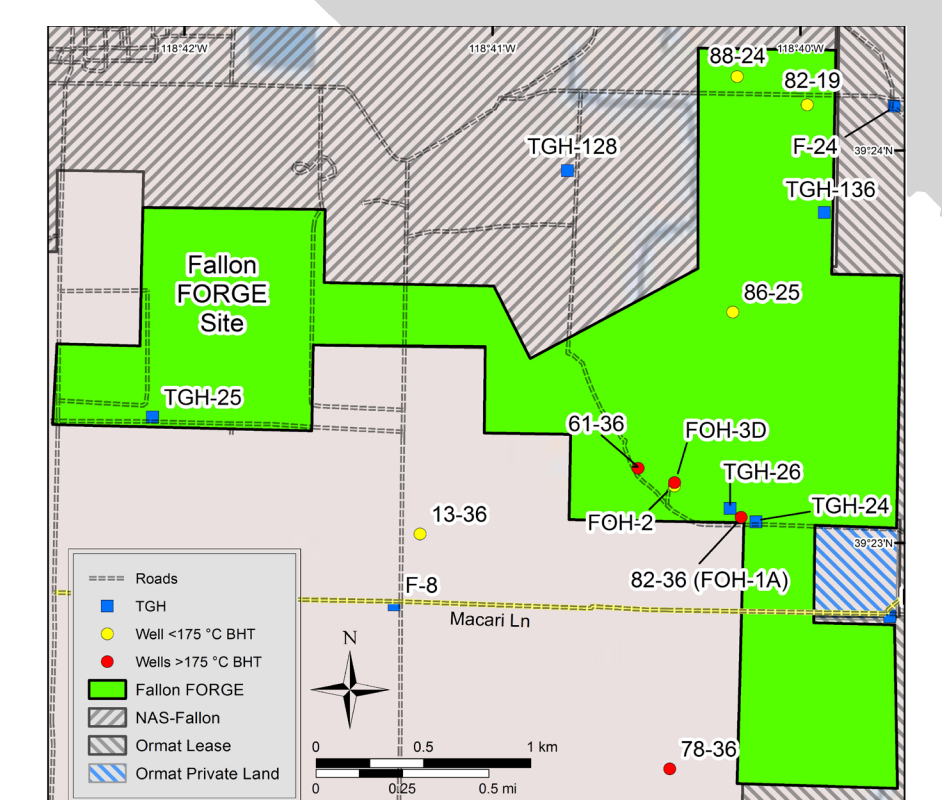 118°42'W
118°41'W
118°40'W
88-24
82-19
F-24
39°24'N
TGH-128
TGH-136
Fallon
FORGE
Site
86-25
TGH-25
61-36
FOH-3D
TGH-26
TGH-24
FOH-2
13-36
39°23'N
82-36 (FOH-1A)
F-8
Macari Ln
Roads
TGH
Well <175 °C BHT
Wells >175 °C BHT
Fallon FORGE
NAS-Fallon
Ormat Lease
Ormat Private Land
N
0 0.5 1 km
0 0.25 0.5 mi
78-36